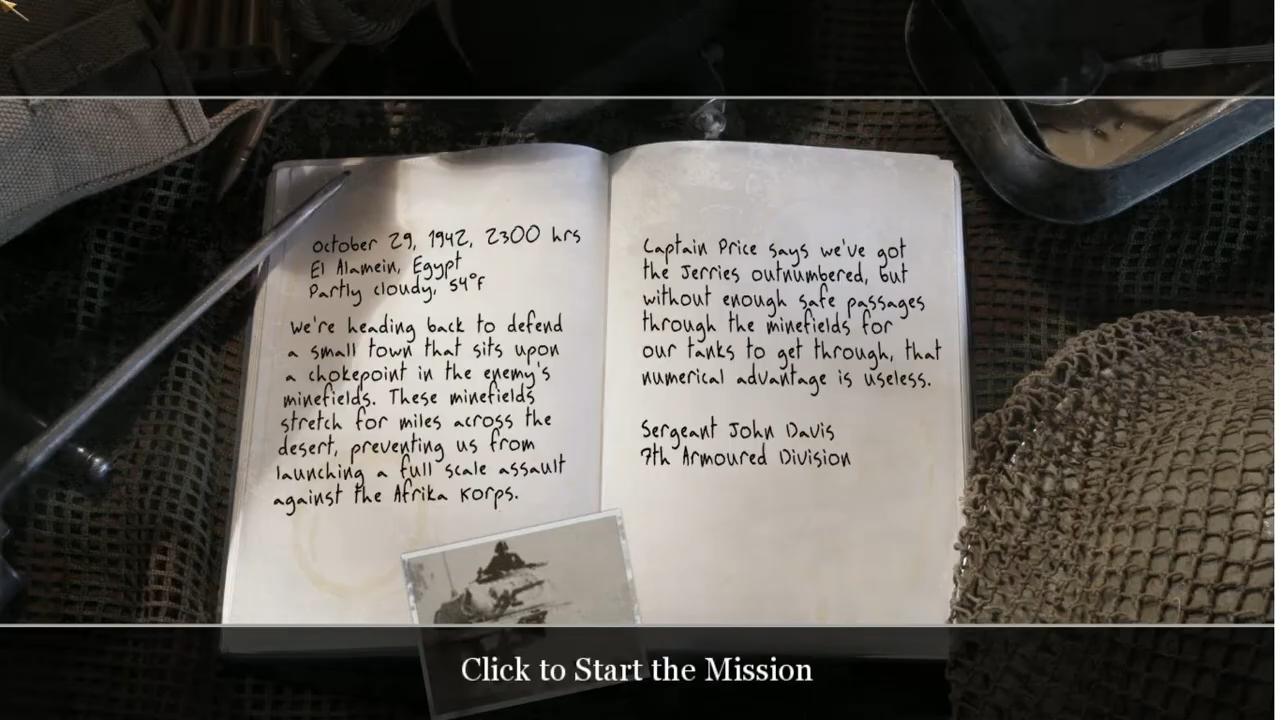 October 29, 1942, 2300 hrs
El Alamein, Egypt
Partly cloudy, 54°F
We're heading back to defend
a small town that sits upon
a chokepoint in the enemy's
minefields. These minefields
stretch for miles across the
desert, preventing us from
launching a full scale assault
against the Afrika Korps.
Captain Price says we've got
the Jerries outnumbered, but
without enough safe passages
through the minefields for
our tanks to get through, that
numerical advantage is useless.
Sergeant John Davis
7th Armoured Division
Click to Start the Mission